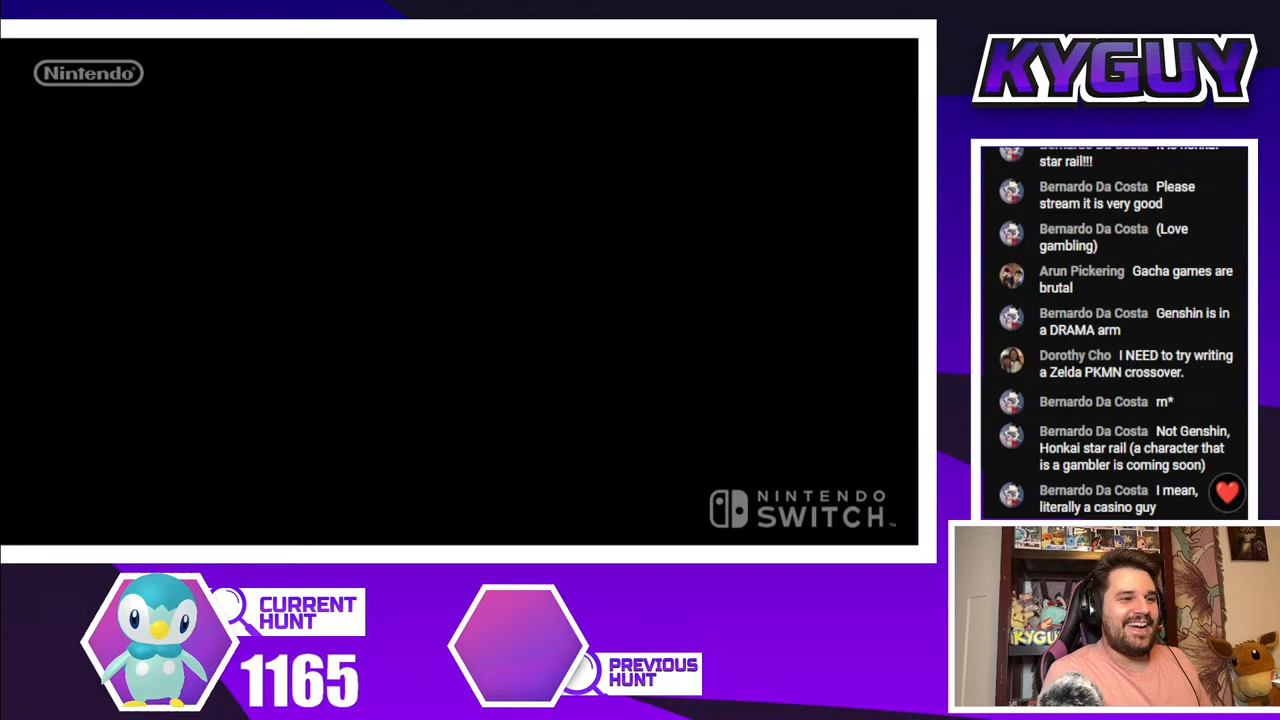 Nintendo
NINTENDO
SWITCH
KYGUY
star rail!!!
Bernardo Da Costa Please
stream it is very good
Bernardo Da Costa (Love
gambling)
Arun Pickering Gacha games are
brutal
Bernardo Da Costa Genshin is in
a DRAMA arm
Dorothy Cho I NEED to try writing
a Zelda PKMN crossover.
Bernardo Da Costa rn*
Bernardo Da Costa Not Genshin,
Honkai star rail (a character that
is a gambler is coming soon)
Bernardo Da Costa I mean,
literally a casino guy
CURRENT
HUNT
1165
PREVIOUS
HUNT
KYGU